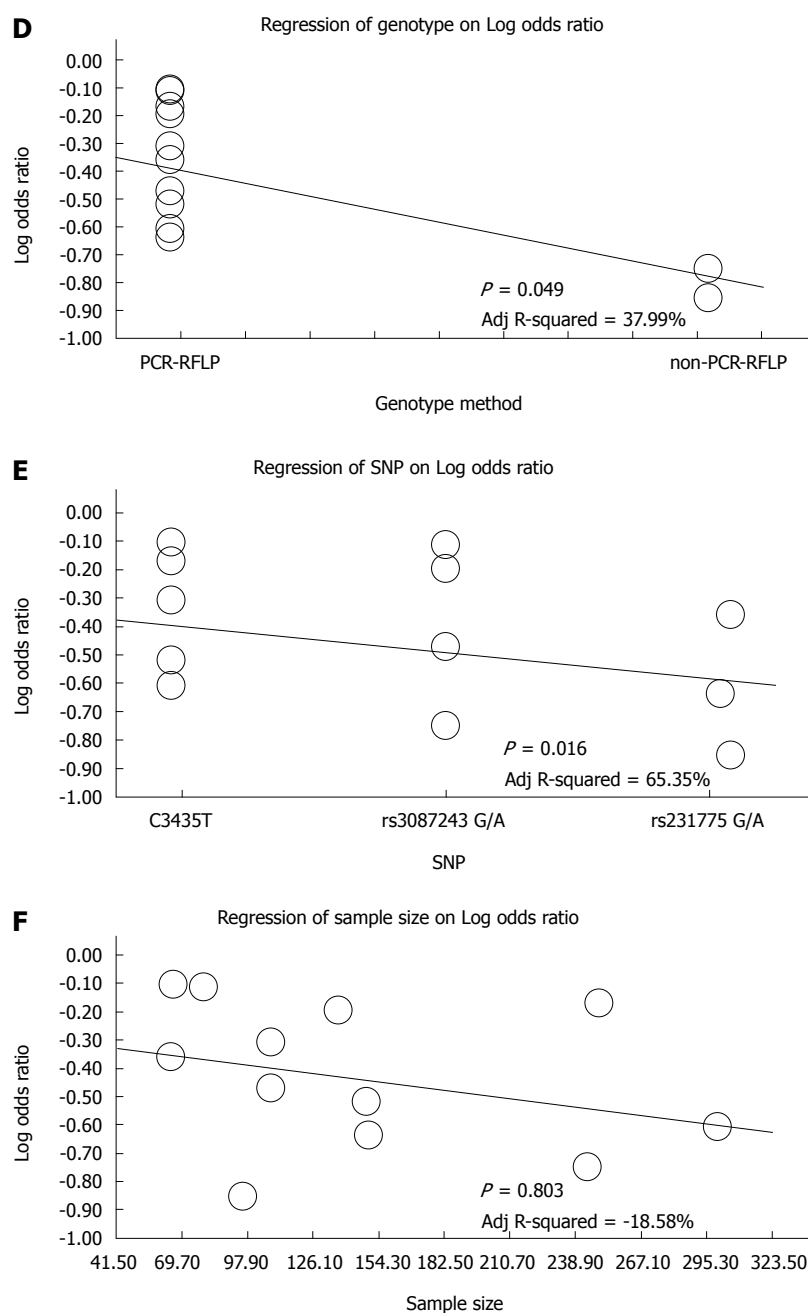 D
Regression of genotype on Log odds ratio
0.00
-0.10
-0.20
-0.30
-0.40
-0.50
-0.60
-0.70
-0.80
-0.90
-1.00
Log odds ratio
P = 0.049
Adj R-squared = 37.99%
PCR-RFLP non-PCR-RFLP
Genotype method
E
Regression of SNP on Log odds ratio
0.00
-0.10
-0.20
-0.30
-0.40
-0.50
-0.60
-0.70
-0.80
-0.90
-1.00
Log odds ratio
P = 0.016
Adj R-squared = 65.35%
C3435T rs3087243 G/A rs231775 G/A
SNP
F
Regression of sample size on Log odds ratio
0.00
-0.10
-0.20
-0.30
-0.40
-0.50
-0.60
-0.70
-0.80
-0.90
-1.00
Log odds ratio
P = 0.803
Adj R-squared = -18.58%
41.50 69.70 97.90 126.10 154.30 182.50 210.70 238.90 267.10 295.30 323.50
Sample size